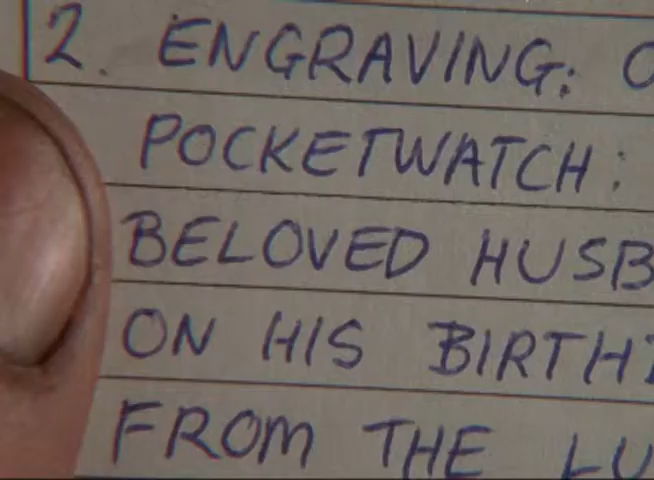 2. ENGRAVING:
POCKETWATCH:
BELOVED
ON HIS
FROM THE